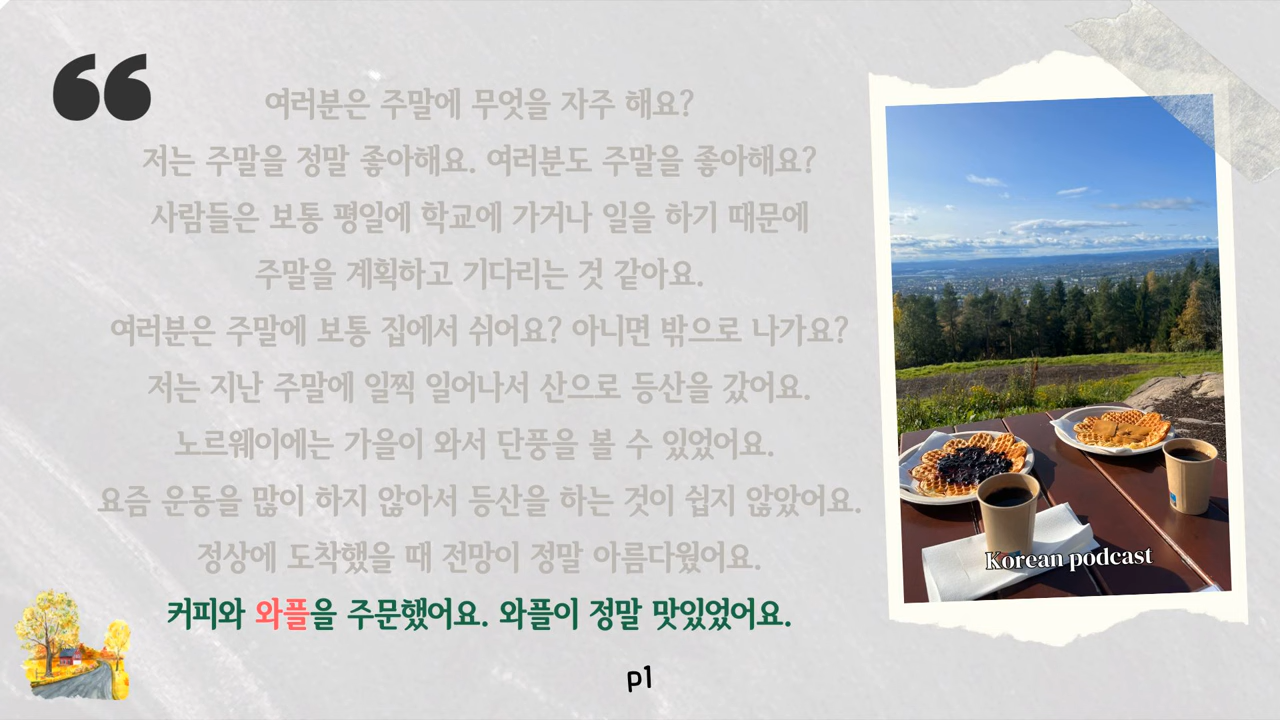 ❝
여러분은 주말에 무엇을 자주 해요?
저는 주말을 정말 좋아해요. 여러분도 주말을 좋아해요?
사람들은 보통 평일에 학교에 가거나 일을 하기 때문에
주말을 계획하고 기다리는 것 같아요.
여러분은 주말에 보통 집에서 쉬어요? 아니면 밖으로 나가요?
저는 지난 주말에 일찍 일어나서 산으로 등산을 갔어요.
노르웨이에는 가을이 와서 단풍을 볼 수 있었어요.
요즘 운동을 많이 하지 않아서 등산을 하는 것이 쉽지 않았어요.
정상에 도착했을 때 전망이 정말 아름다웠어요.
커피와 와플을 주문했어요. 와플이 정말 맛있었어요.
Korean podcast
p1